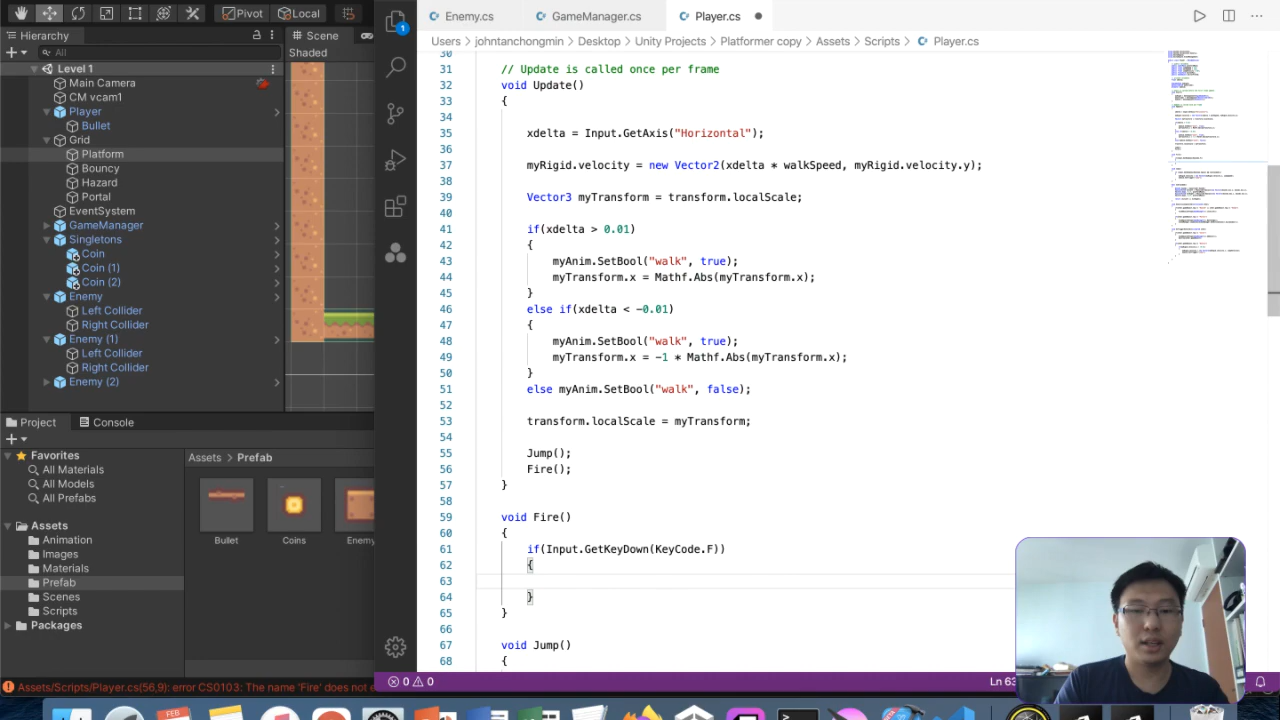 Pivot
Local
Hierarchy
Scene
All
Shaded
Level 1
Main Camera
CM vcam1
Player
Bullet
Grid
Platform
Bouncy
Hazard
Portal
EventSystem
GameManager
Singletons
Coin
Coin (1)
Coin (2)
Enemy
Left Collider
Right Collider
Enemy (1)
Left Collider
Right Collider
Enemy (2)
Project
Console
Favorites
All Materials
All Models
All Prefabs
Assets
Animation
Images
Materials
Prefab
Scenes
Scripts
Packages
Assets > Prefab
Bullet
Coins
Enemy
Assets/Scripts/Player.cs(56,9): error CS0103: The name 'Fire' does not e
1
Enemy.cs
GameManager.cs
Player.cs
Users > johntanchongmin > Desktop > Unity Projects > Platformer copy > Assets > Scripts > Player.cs
30
31 // Update is called once per frame
32 void Update()
33 {
34
35 xdelta = Input.GetAxis("Horizontal");
36
37 myRigid.velocity = new Vector2(xdelta * walkSpeed, myRigid.velocity.y);
38
39 Vector3 myTransform = transform.localScale;
40
41 if(xdelta > 0.01)
42 {
43 myAnim.SetBool("walk", true);
44 myTransform.x = Mathf.Abs(myTransform.x);
45 }
46 else if(xdelta < -0.01)
47 {
48 myAnim.SetBool("walk", true);
49 myTransform.x = -1 * Mathf.Abs(myTransform.x);
50 }
51 else myAnim.SetBool("walk", false);
52
53 transform.localScale = myTransform;
54
55 Jump();
56 Fire();
57 }
58
59 void Fire()
60 {
61 if(Input.GetKeyDown(KeyCode.F))
62 {
63
64 }
65 }
66
67 void Jump()
68 {
0
0
Ln 63
FEB